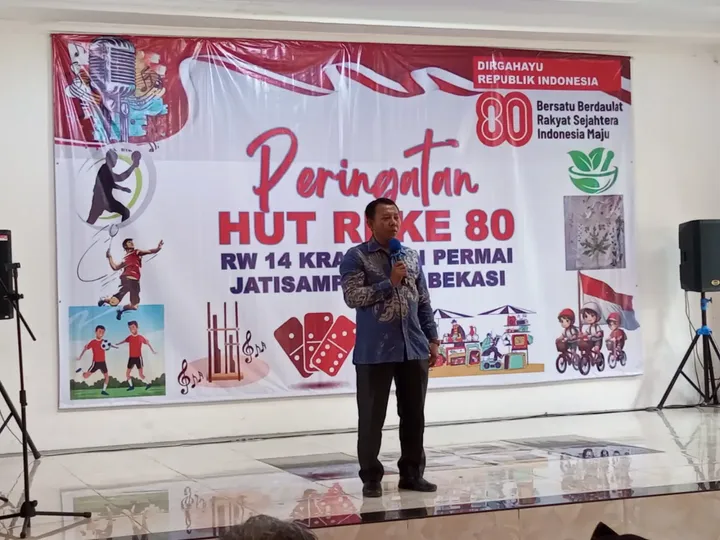 DIRGAHAYU
REPUBLIK INDONESIA
80
Bersatu Berdaulat
Rakyat Sejahtera
Indonesia Maju
Peringatan
HUT R KE 80
RW 14 KRA I PERMAI
JATISAMP BEKASI